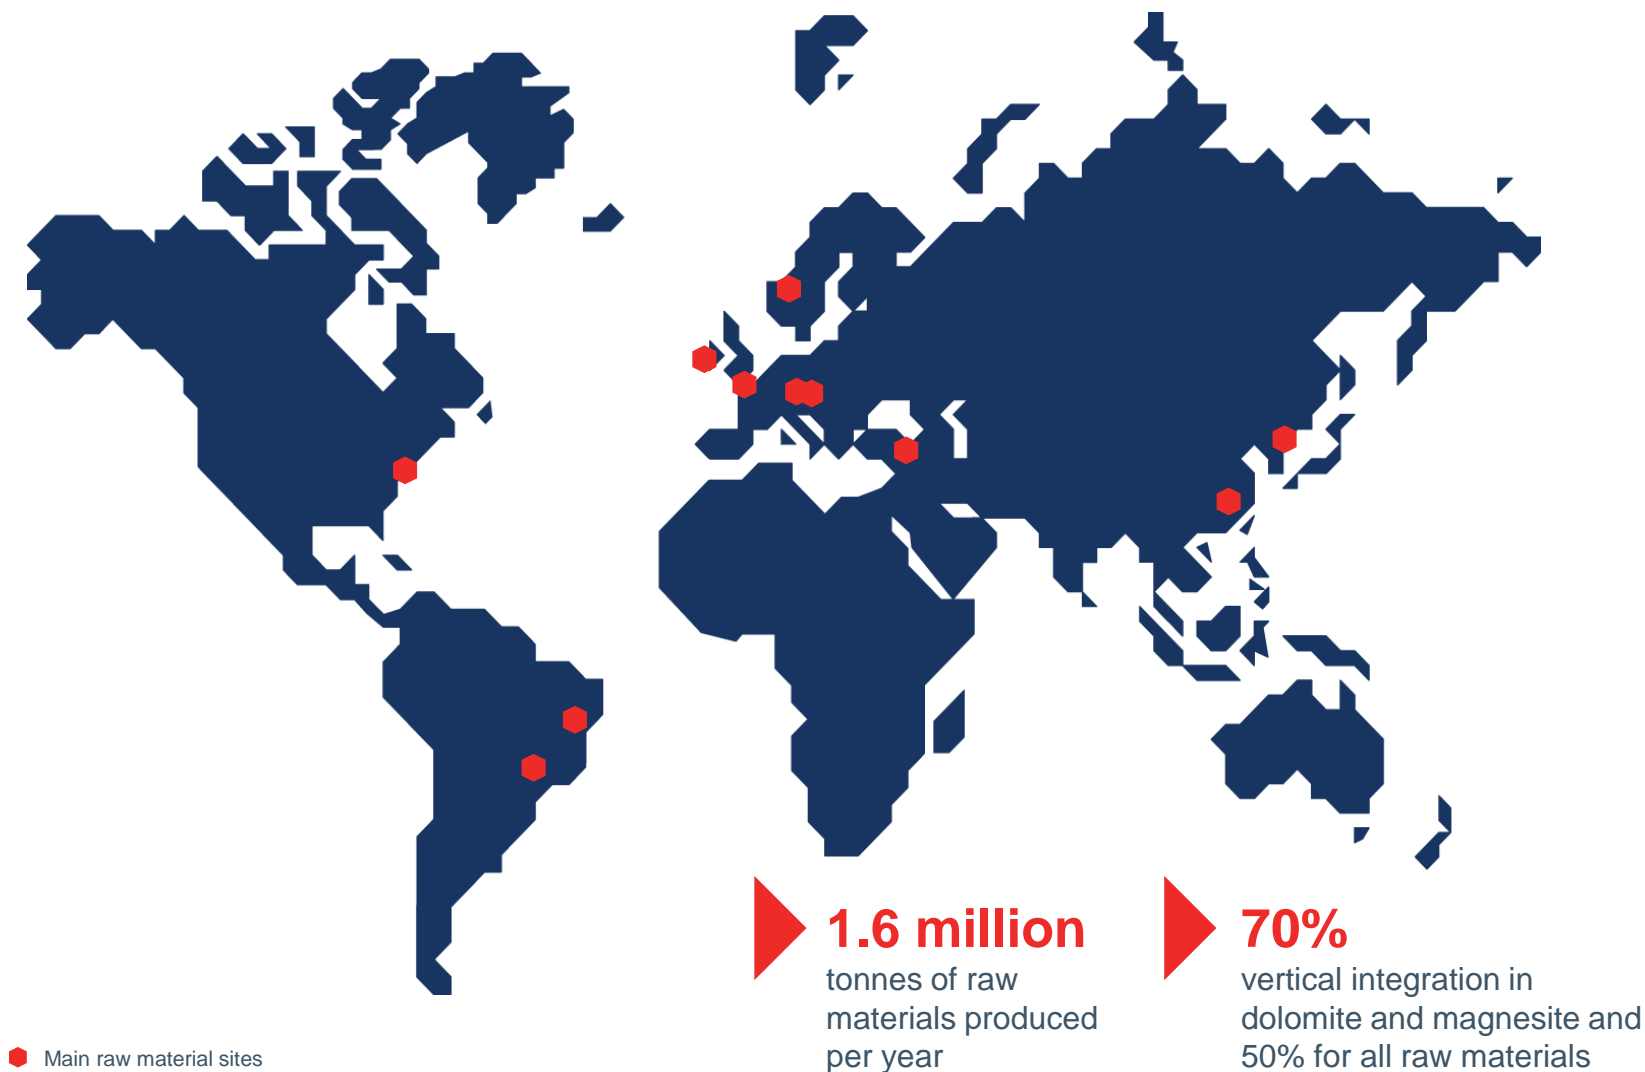 1.6 million
tonnes of raw
materials produced
per year
70%
vertical integration in
dolomite and magnesite and
50% for all raw materials
Main raw material sites